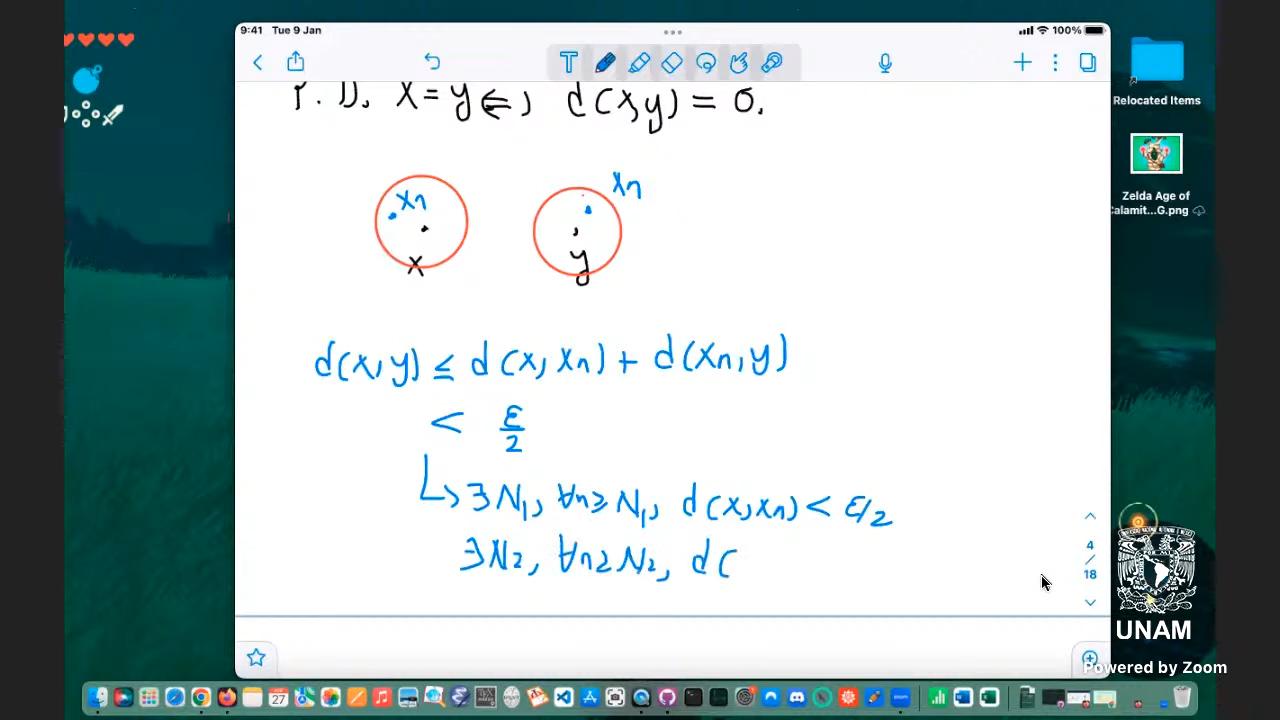 9:41 Tue 9 Jan
100%
P. D. x = y ⇔ d(x,y) = 0.
xn
xn
x
y
d(x,y) ≤ d(x,xn) + d(xn,y)
< ε/2
↳ ∃N1, ∀n≥N1, d(x,xn) < ε/2
∃N2, ∀n≥N2, d(
4
/
18
Relocated Items
Zelda Age of
Calamit...G.png
UNAM
Powered by Zoom